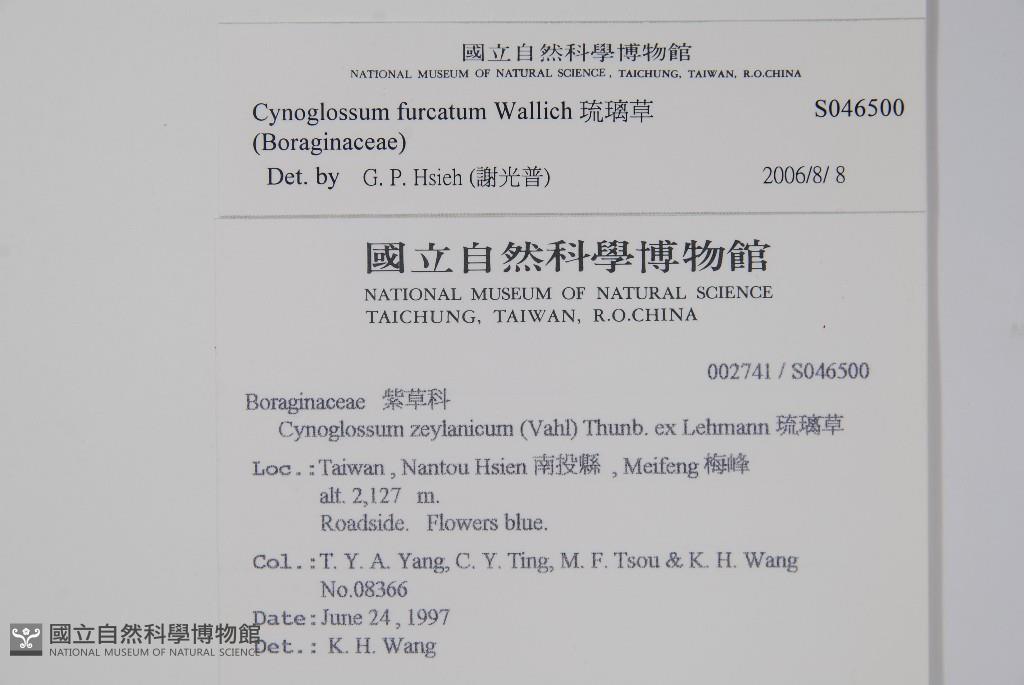 國立自然科學博物館
NATIONAL MUSEUM OF NATURAL SCIENCE, TAICHUNG, TAIWAN, R.O.CHINA
Cynoglossum furcatum Wallich 琉璃草 S046500
(Boraginaceae)
Det. by G. P. Hsieh (謝光普) 2006/8/ 8
國立自然科學博物館
NATIONAL MUSEUM OF NATURAL SCIENCE
TAICHUNG, TAIWAN, R.O.CHINA
002741 / S046500
Boraginaceae 紫草科
Cynoglossum zeylanicum (Vahl) Thunb. ex Lehmann 琉璃草
Loc.:Taiwan , Nantou Hsien 南投縣 , Meifeng 梅峰
alt. 2,127 m.
Roadside. Flowers blue.
Col.:T. Y. A. Yang, C. Y. Ting, M. F. Tsou & K. H. Wang
No.08366
Date:June 24 , 1997
Det.: K. H. Wang
國立自然科學博物館
NATIONAL MUSEUM OF NATURAL SCIENCE